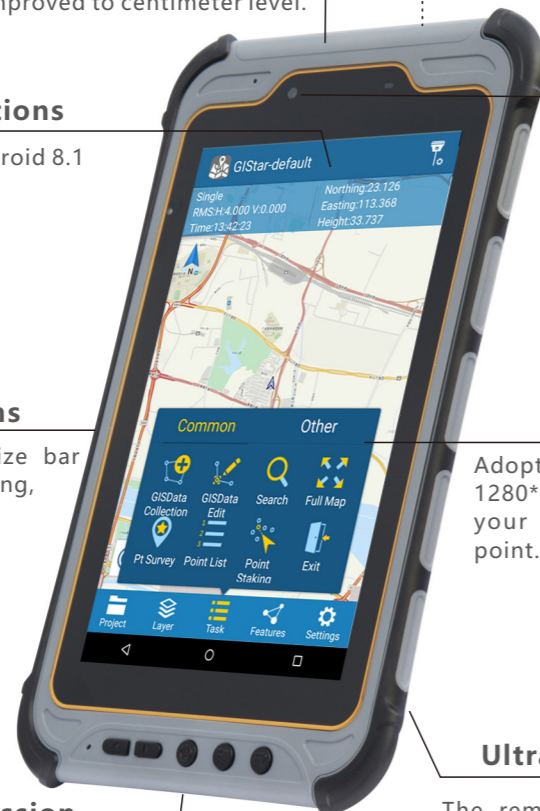 mproved to centimeter level.
tions
roid 8.1
GIStar-default
Single
RMS:H:4.000 V:0.000
Time:13:42:23
Northing:23.126
Easting:113.368
Height:33.737
N
ns
ize bar
ng,
Common Other
GISData Collection
GISData Edit
Search
Full Map
Pt Survey
Point List
Point Staking
Exit
Project Layer Task Features Settings
Adopt
1280*
your
point.
Ultra
The rem
ssion